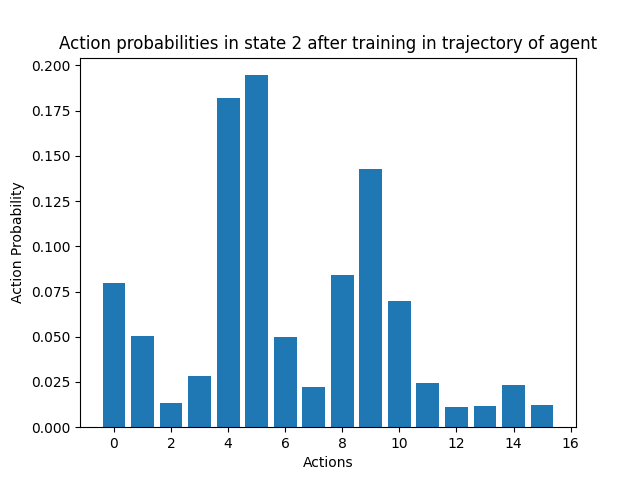 Action probabilities in state 2 after training in trajectory of agent
0.200
0.175
0.150
0.125
0.100
0.075
0.050
0.025
0.000
Action Probability
0 2 4 6 8 10 12 14 16
Actions